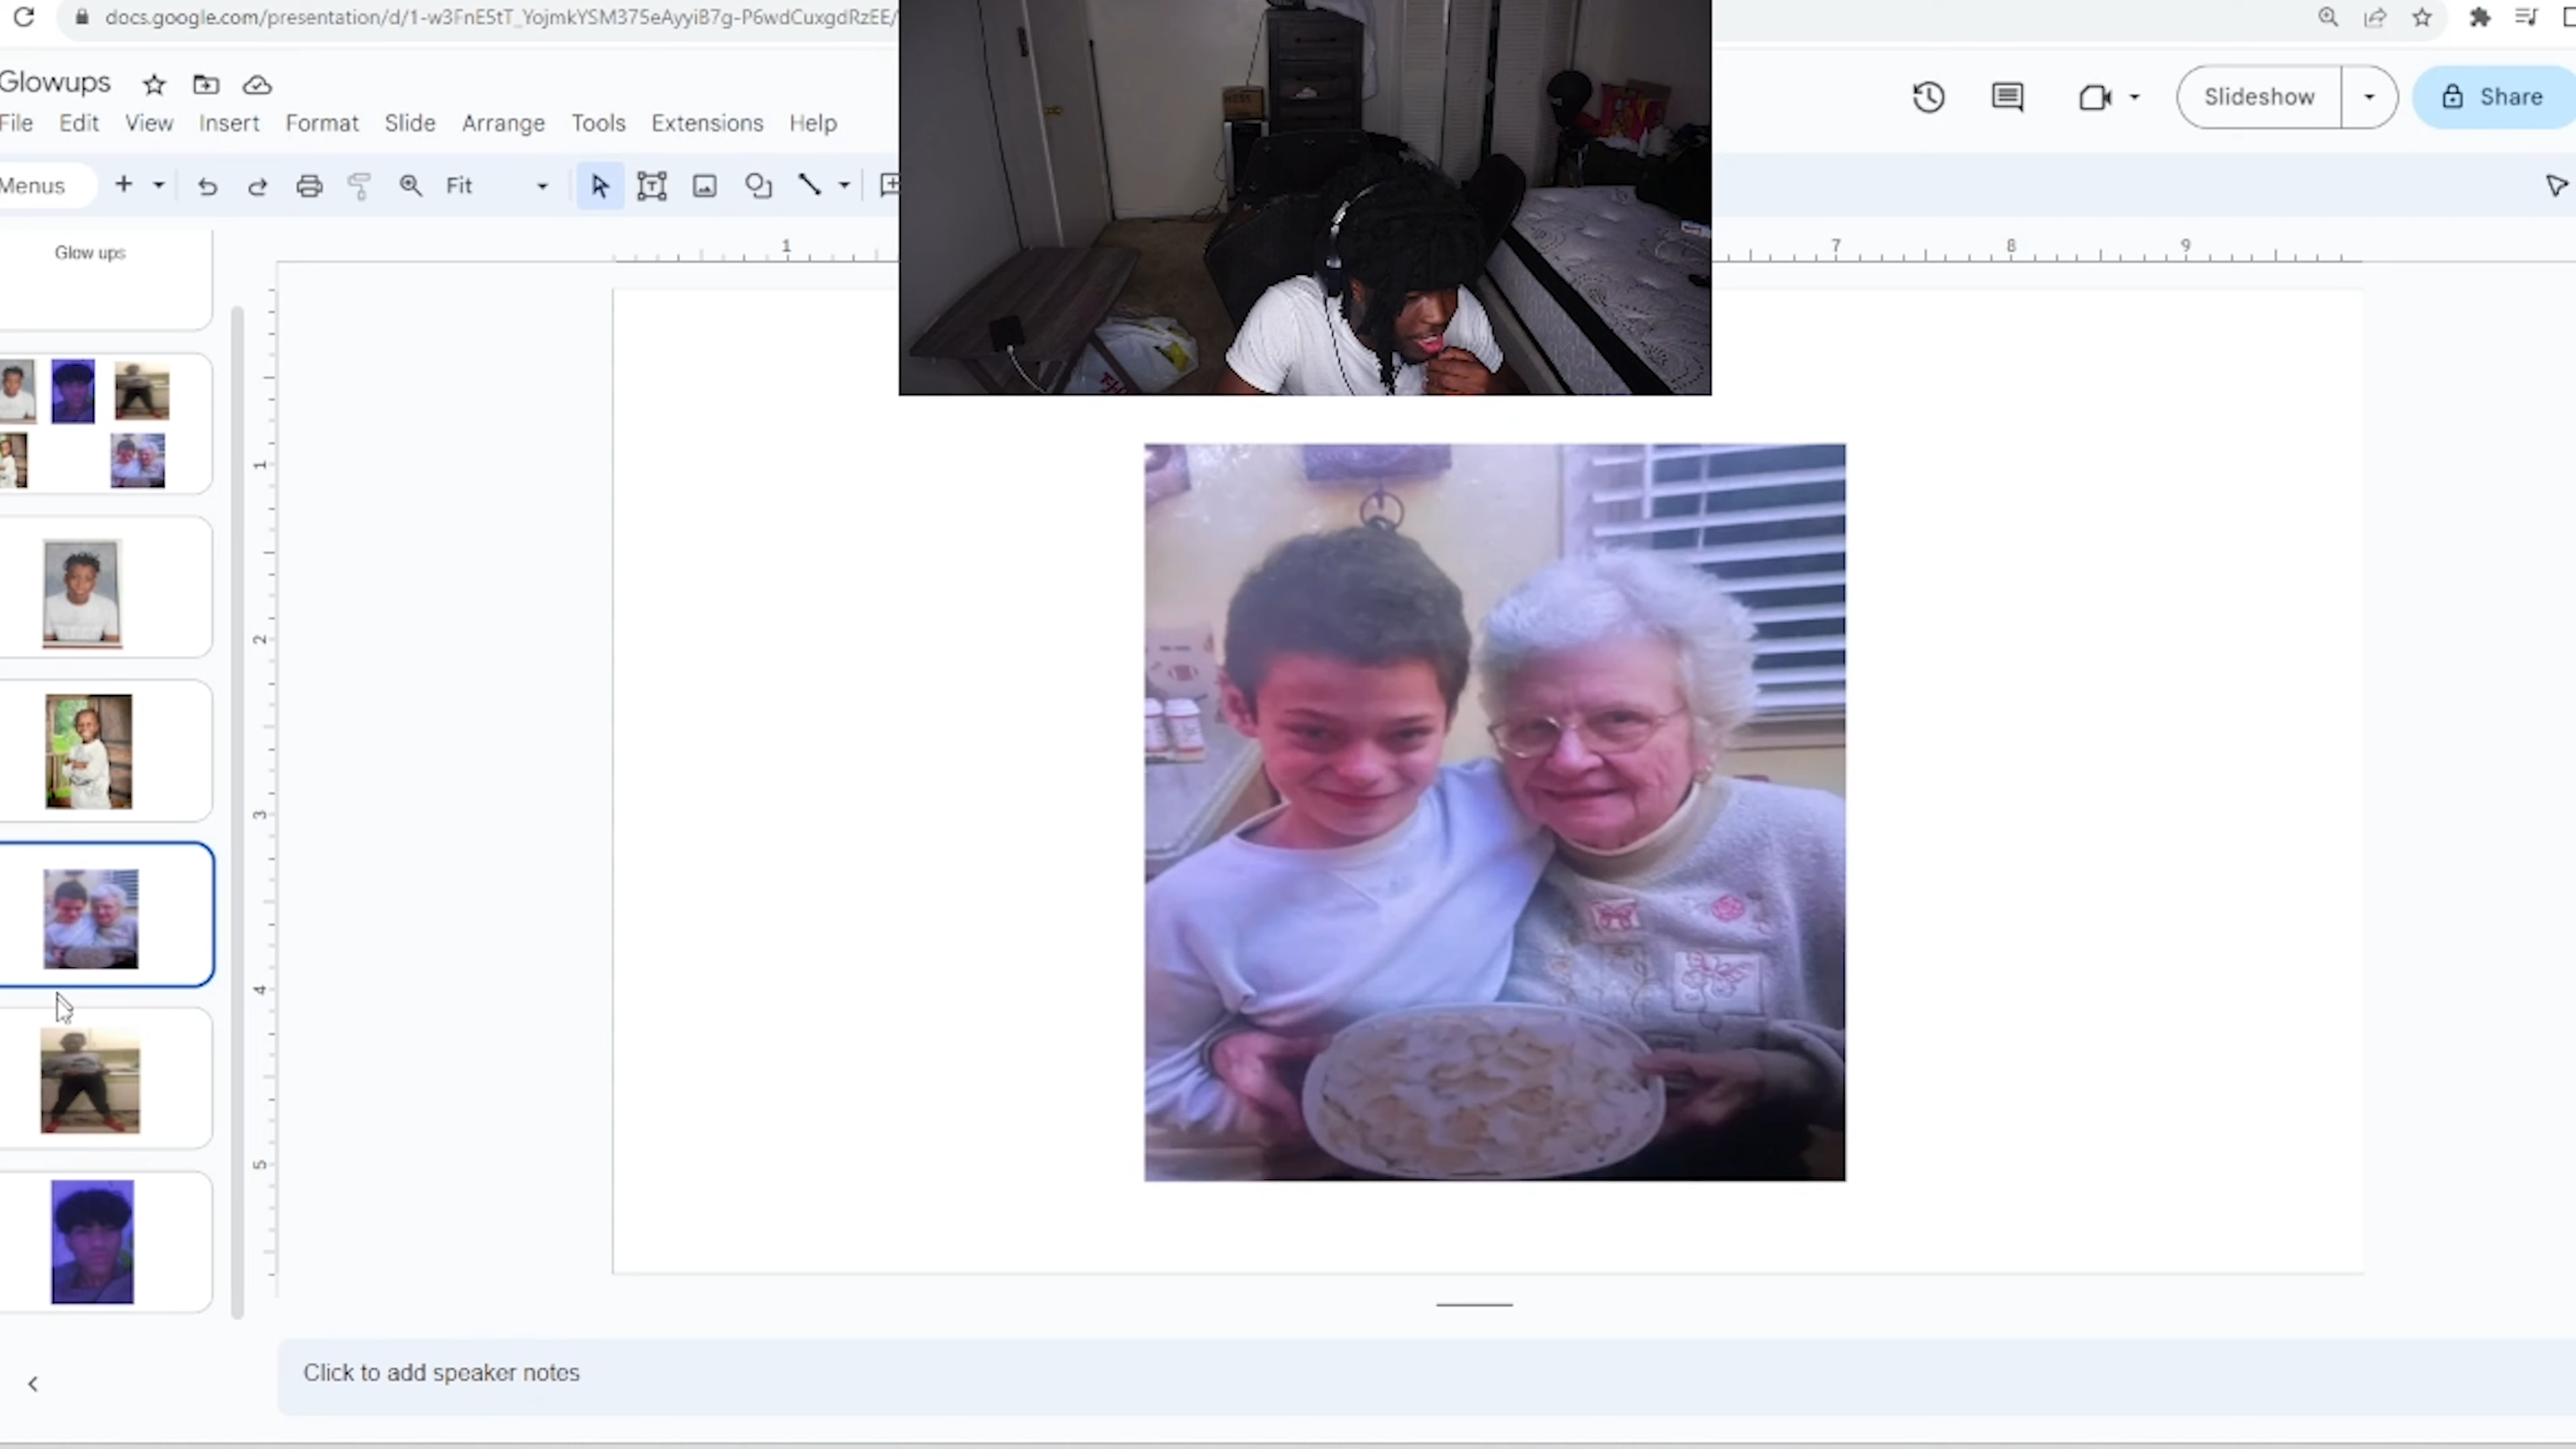 docs.google.com/presentation/d/1-w3FnE5tT_YojmkYSM375eAyyiB7g-P6wdCuxgdRzEE/
Glowups
File Edit View Insert Format Slide Arrange Tools Extensions Help
Slideshow
Share
Menus
Fit
1
7
8
9
Glow ups
1
2
3
4
5
Click to add speaker notes